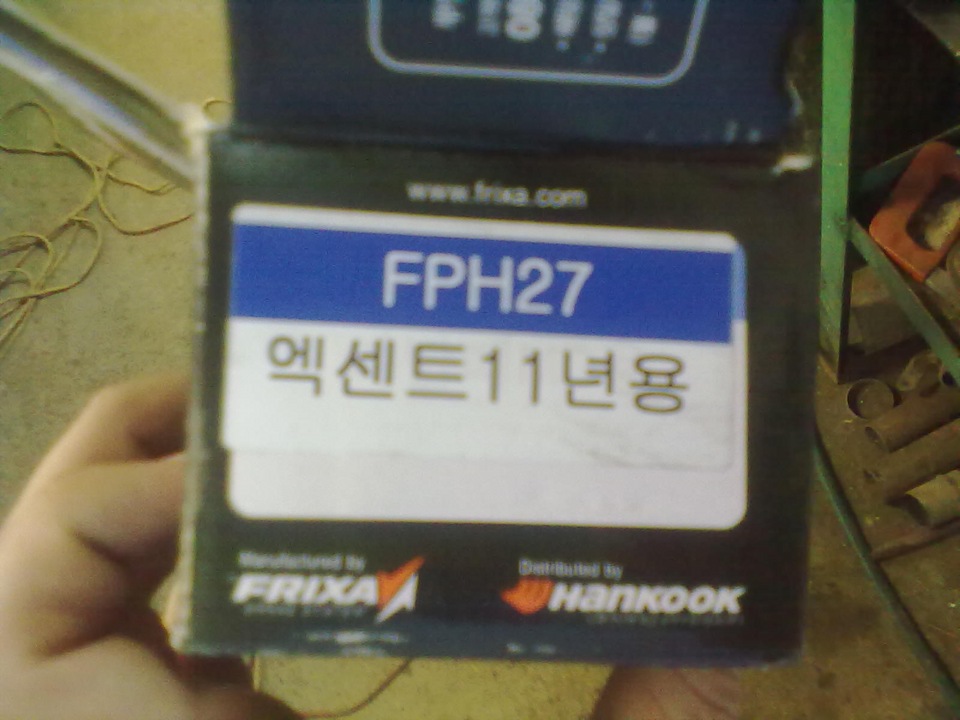 www.frixa.com
FPH27
엑센트11년용
Manufactured by
FRIXA
Distributed by
HANKOOK